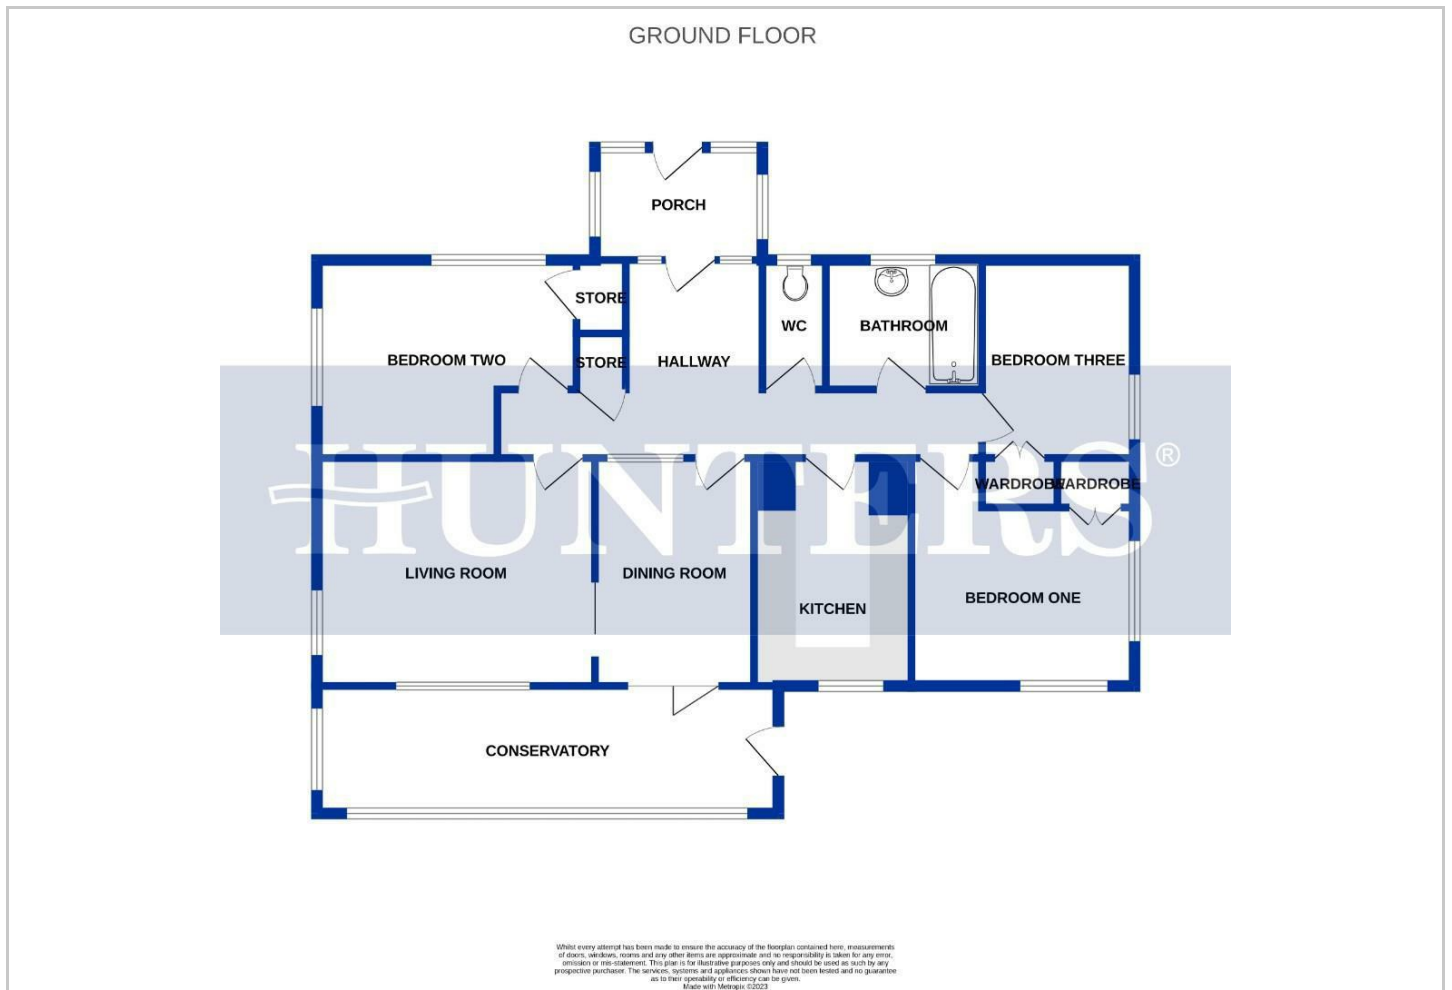 GROUND FLOOR
PORCH
STORE
WC
BATHROOM
BEDROOM TWO
STORE
HALLWAY
BEDROOM THREE
HUNTERS®
WARDROBE
WARDROBE
LIVING ROOM
DINING ROOM
KITCHEN
BEDROOM ONE
CONSERVATORY
Whilst every attempt has been made to ensure the accuracy of the floorplan contained here, measurements
of doors, windows, rooms and any other items are approximate and no responsibility is taken for any error,
omission or mis-statement. This plan is for illustrative purposes only and should be used as such by any
prospective purchaser. The services, systems and appliances shown have not been tested and no guarantee
as to their operability or efficiency can be given.
Made with Metropix ©2023